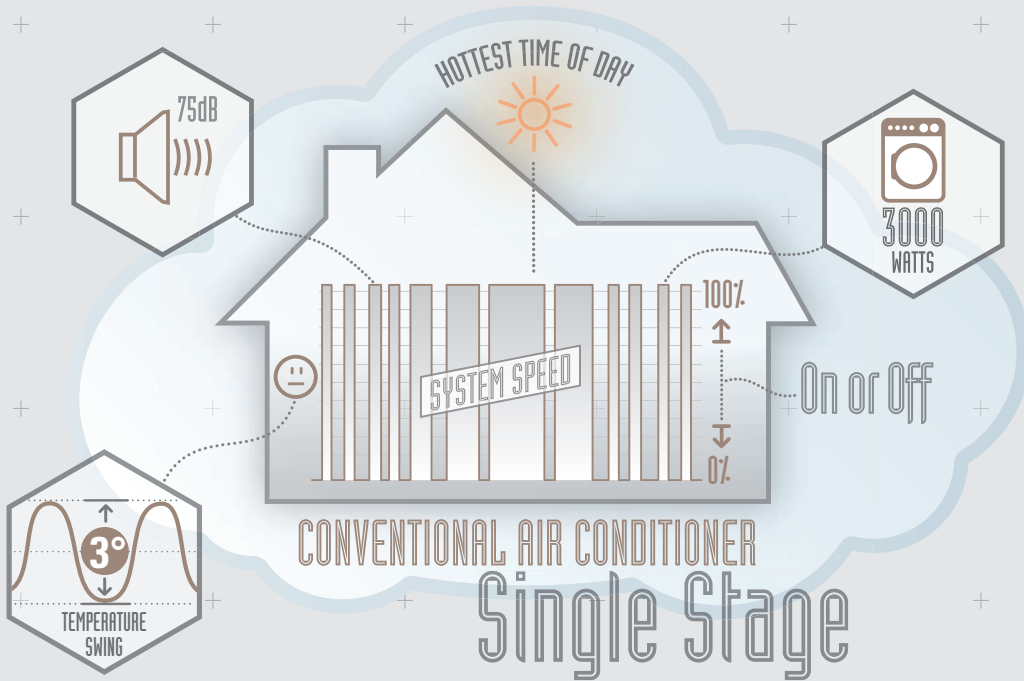 HOTTEST TIME OF DAY
75dB
3000
WATTS
100%
SYSTEM SPEED
On or Off
0%
3°
TEMPERATURE
SWING
CONVENTIONAL AIR CONDITIONER
Single Stage